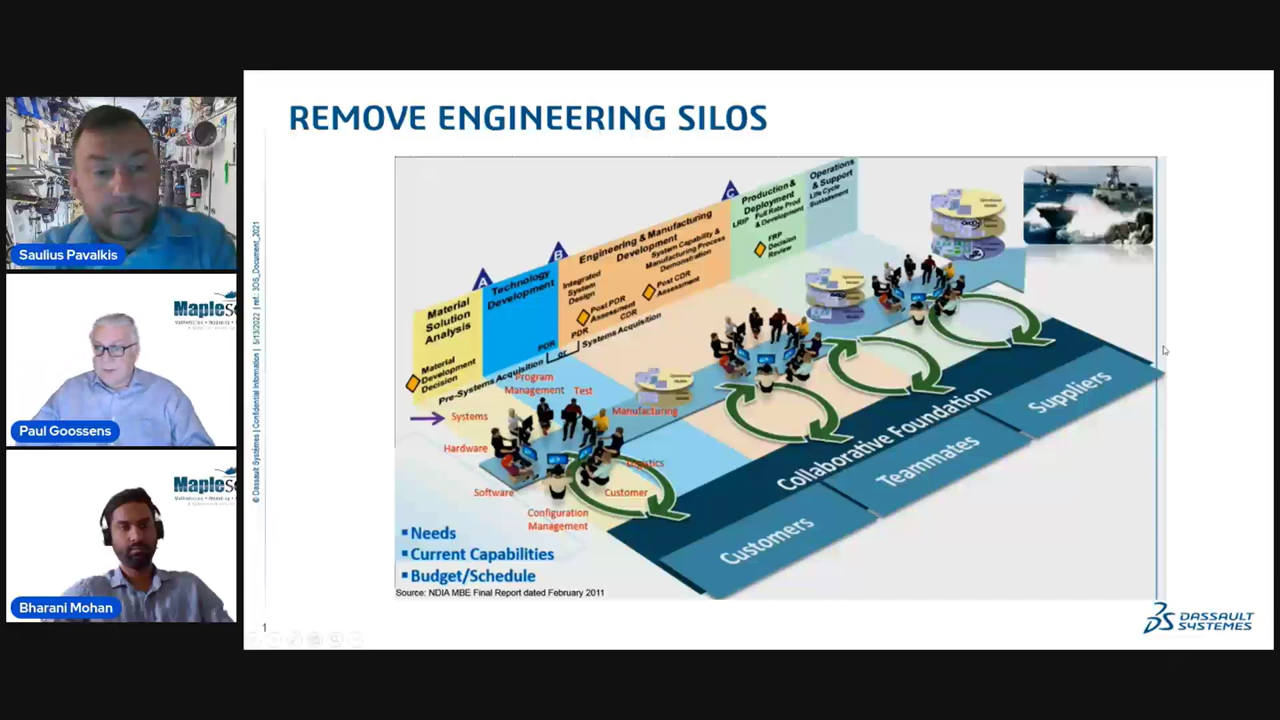 REMOVE ENGINEERING SILOS
Saulius Pavalkis
MapleS
Paul Goossens
MapleS
Bharani Mohan
© Dassault Systèmes | Confidential Information | 5/13/2022 | ref.: 3DS_Document_2021
A
B
C
Material
Solution
Analysis
Material
Development
Decision
Technology
Development
PDR
Pre-Systems Acquisition
or
Systems Acquisition
Engineering & Manufacturing
Development
Integrated
System
Design
System Capability &
Manufacturing Process
Demonstration
Post PDR
Assessment
PDR
CDR
Post CDR
Assessment
Production &
Deployment
LRIP
Full Rate Prod
& Development
FRP
Decision
Review
Operations
& Support
Life Cycle
Sustainment
Program
Management
Test
Systems
Manufacturing
Hardware
Logistics
Software
Customer
Configuration
Management
Collaborative Foundation
Customers
Teammates
Suppliers
▪Needs
▪Current Capabilities
▪Budget/Schedule
Source: NDIA MBE Final Report dated February 2011
1
DASSAULT
SYSTEMES